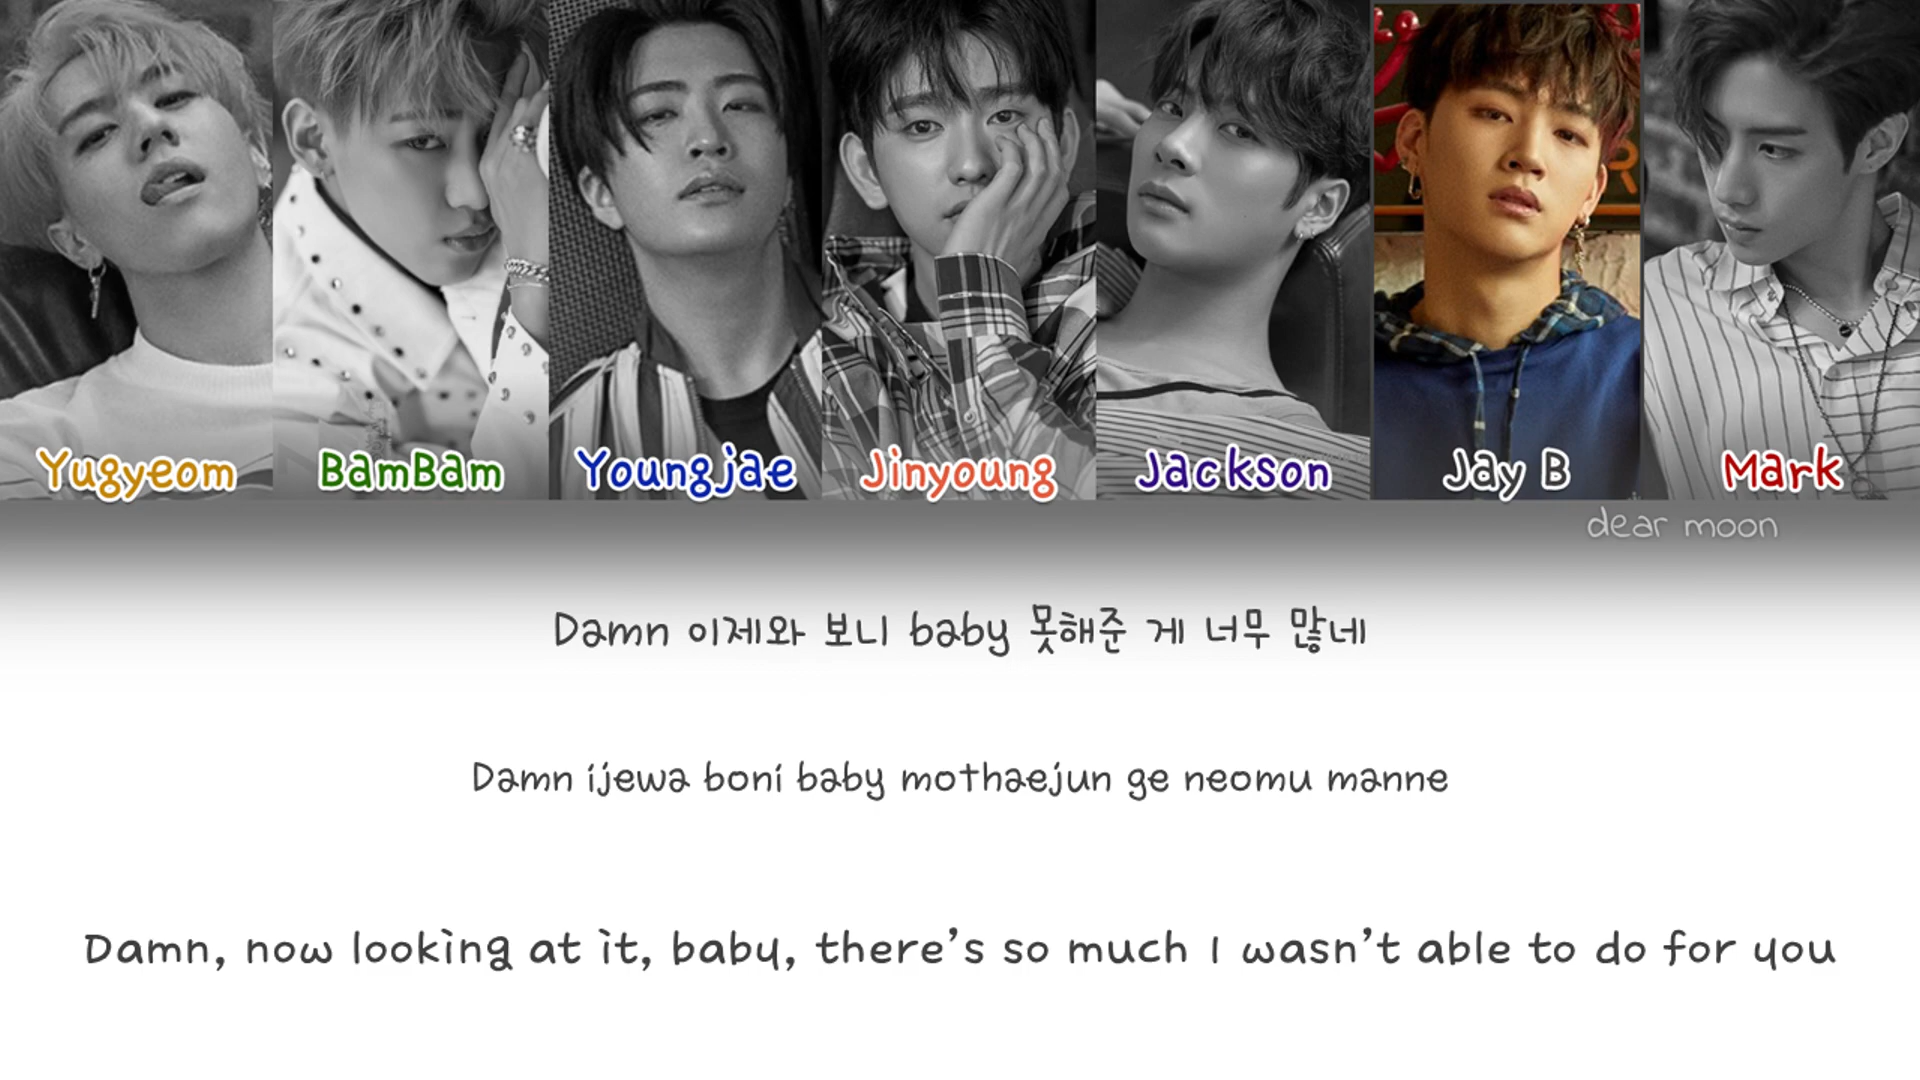 Yugyeom BamBam Youngjae Jinyoung Jackson Jay B Mark
dear moon
Damn 이제와 보니 baby 못해준 게 너무 많네
Damn ijewa boni baby mothaejun ge neomu manne
Damn, now looking at it, baby, there's so much I wasn't able to do for you